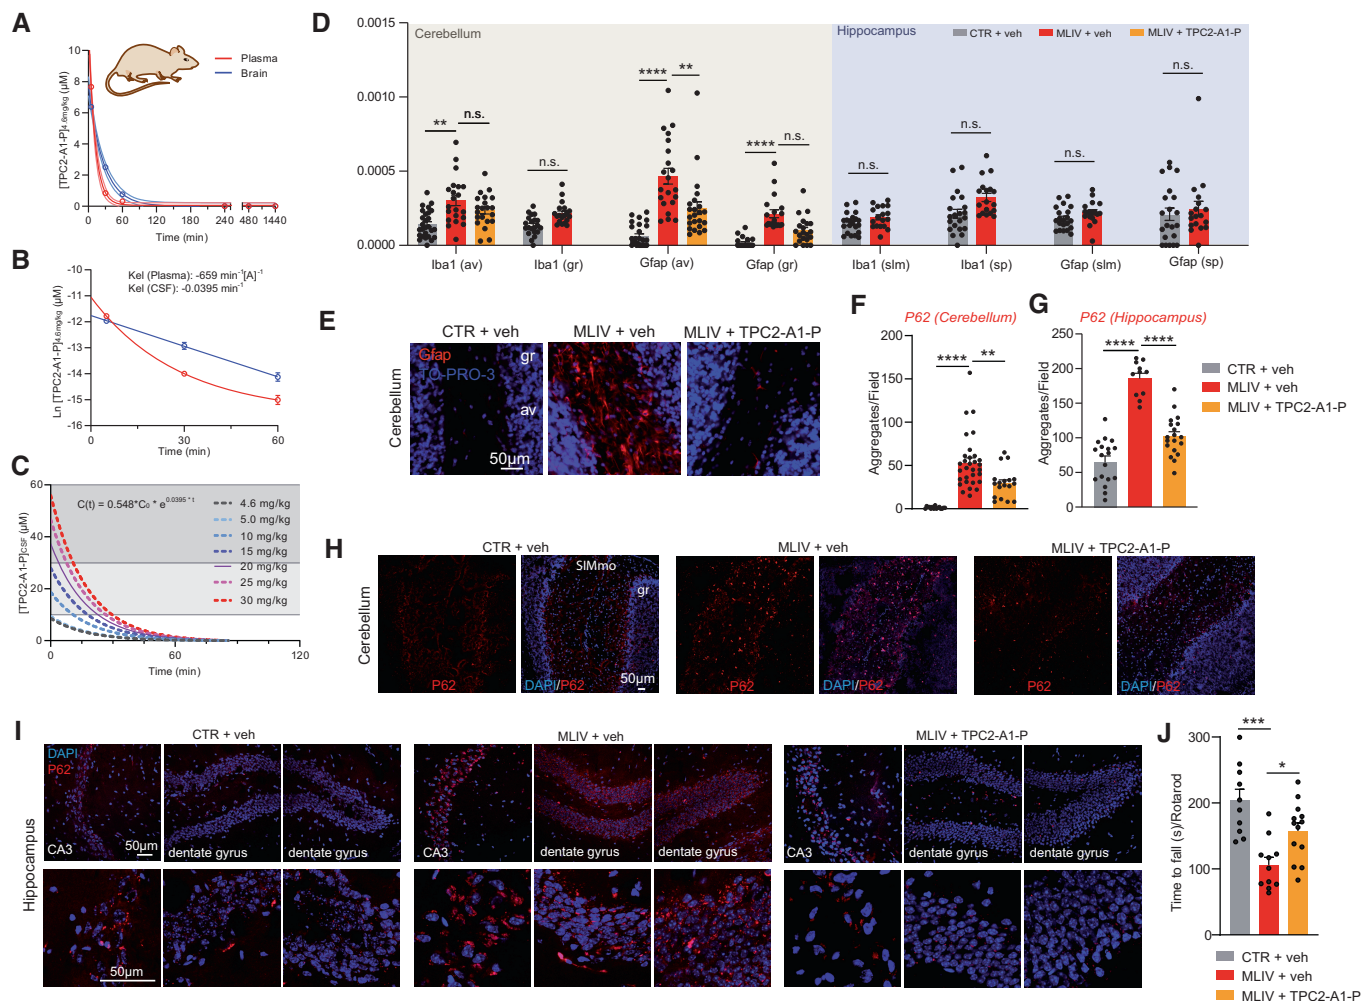 A
10
8
6
4
2
0
[TPC2-A1-P]4.6mg/kg (µM)
Plasma
Brain
0 60 120 180 240 480 1440
Time (min)
B
-10
-11
-12
-13
-14
-15
-16
Ln [TPC2-A1-P]4.6mg/kg (µM)
Kel (Plasma): -659 min-1[A]-1
Kel (CSF): -0.0395 min-1
0 30 60
Time (min)
C
60
40
20
0
[TPC2-A1-P]CSF (µM)
C(t) = 0.548*C0 * e0.0395 * t
4.6 mg/kg
5.0 mg/kg
10 mg/kg
15 mg/kg
20 mg/kg
25 mg/kg
30 mg/kg
0 60 120
Time (min)
D
0.0015
0.0010
0.0005
0.0000
Cerebellum
Hippocampus
CTR + veh MLIV + veh MLIV + TPC2-A1-P
** n.s.
n.s.
**** **
**** n.s.
n.s.
n.s.
n.s.
n.s.
Iba1 (av) Iba1 (gr) Gfap (av) Gfap (gr) Iba1 (slm) Iba1 (sp) Gfap (slm) Gfap (sp)
E
CTR + veh MLIV + veh MLIV + TPC2-A1-P
Cerebellum
Gfap
TO-PRO-3
gr
av
50µm
F
P62 (Cerebellum)
200
150
100
50
0
Aggregates/Field
**** **
G
P62 (Hippocampus)
250
200
150
100
50
0
Aggregates/Field
**** ****
CTR + veh
MLIV + veh
MLIV + TPC2-A1-P
H
CTR + veh MLIV + veh MLIV + TPC2-A1-P
Cerebellum
SIMmo
gr
50µm
P62 DAPI/P62 P62 DAPI/P62 P62 DAPI/P62
I
CTR + veh MLIV + veh MLIV + TPC2-A1-P
Hippocampus
DAPI
P62
CA3 50µm dentate gyrus dentate gyrus CA3 dentate gyrus dentate gyrus CA3 dentate gyrus dentate gyrus
50µm
J
300
200
100
0
Time to fall (s)/Rotarod
***
*
CTR + veh
MLIV + veh
MLIV + TPC2-A1-P